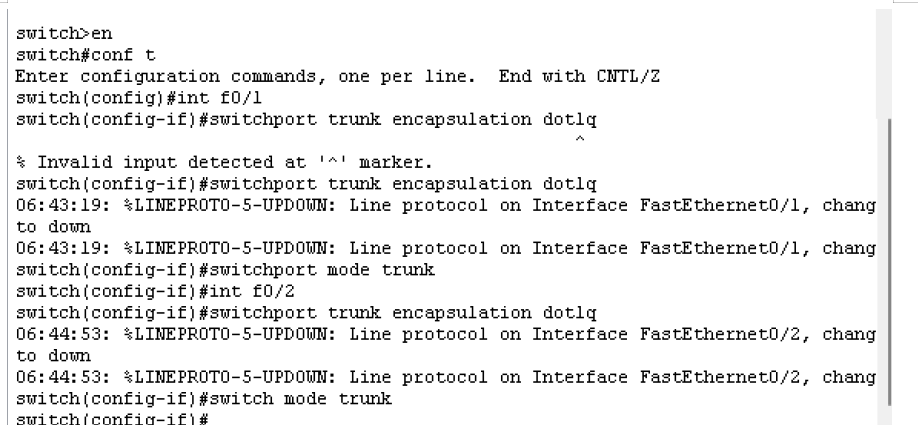 switch>en
switch#conf t
Enter configuration commands, one per line.  End with CNTL/Z
switch(config)#int f0/1
switch(config-if)#switchport trunk encapsulation dotlq
^
% Invalid input detected at '^' marker.
switch(config-if)#switchport trunk encapsulation dot1q
06:43:19: %LINEPROTO-5-UPDOWN: Line protocol on Interface FastEthernet0/1, chang
to down
06:43:19: %LINEPROTO-5-UPDOWN: Line protocol on Interface FastEthernet0/1, chang
switch(config-if)#switchport mode trunk
switch(config-if)#int f0/2
switch(config-if)#switchport trunk encapsulation dot1q
06:44:53: %LINEPROTO-5-UPDOWN: Line protocol on Interface FastEthernet0/2, chang
to down
06:44:53: %LINEPROTO-5-UPDOWN: Line protocol on Interface FastEthernet0/2, chang
switch(config-if)#switch mode trunk
switch(config-if)#